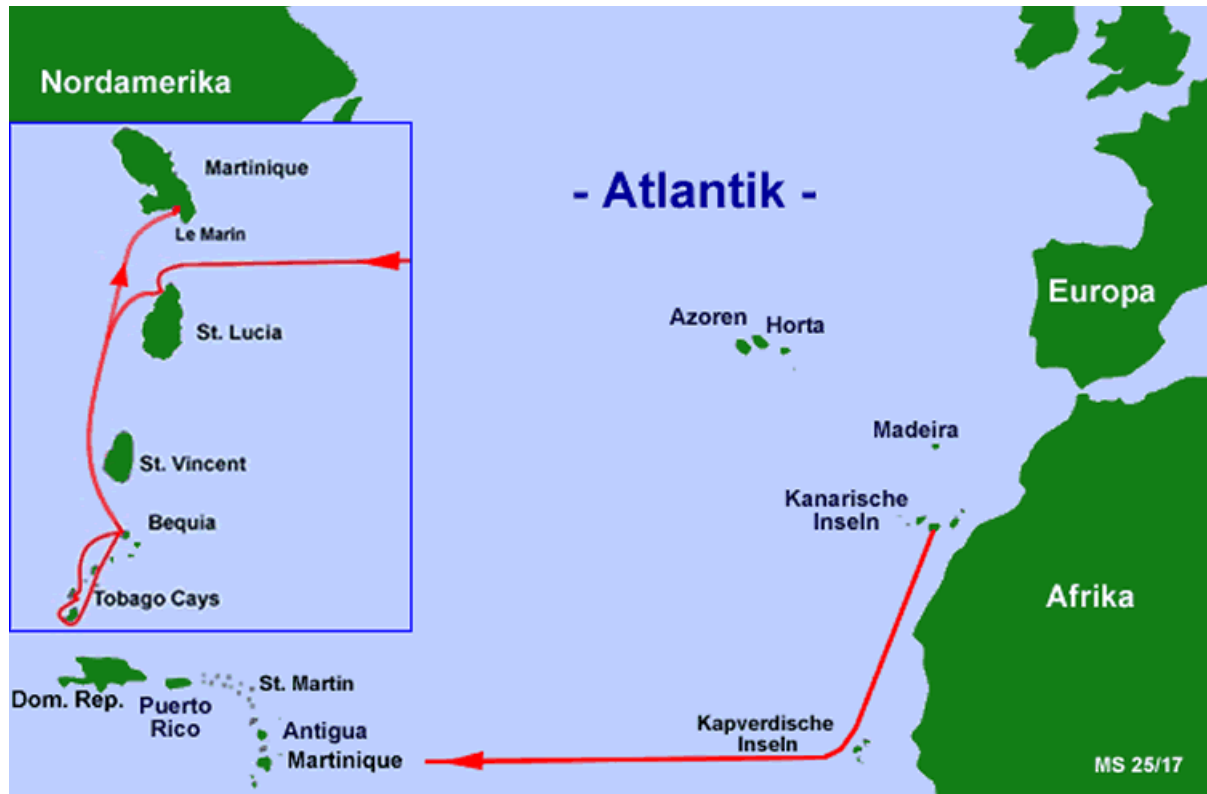 Nordamerika
Martinique
Le Marin
St. Lucia
St. Vincent
Bequia
Tobago Cays
- Atlantik -
Azoren
Horta
Europa
Madeira
Kanarische
Inseln
Afrika
Dom. Rep.
Puerto
Rico
St. Martin
Antigua
Martinique
Kapverdische
Inseln
MS 25/17